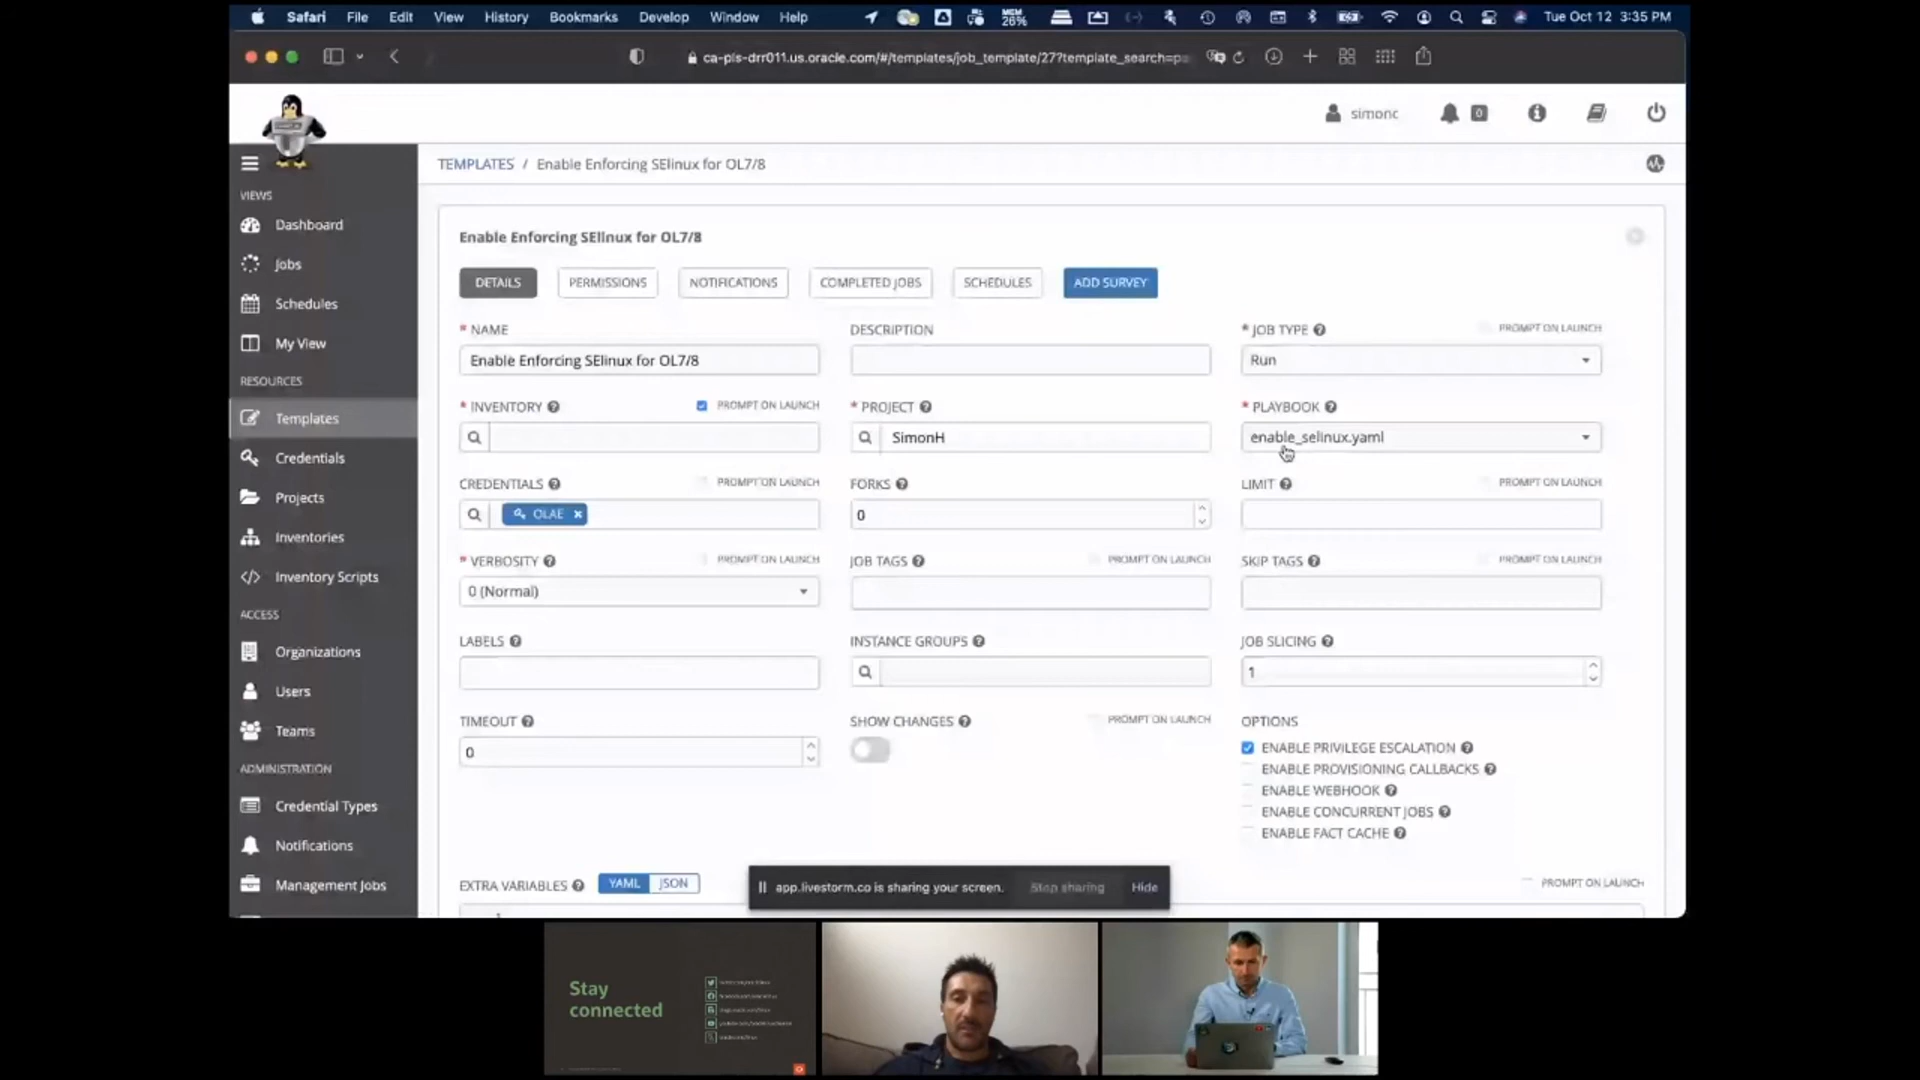 Safari File Edit View History Bookmarks Develop Window Help
MEM 26%
Tue Oct 12 3:35 PM
ca-pls-drr011.us.oracle.com/#/templates/job_template/27?template_search=pa
simonc
0
TEMPLATES / Enable Enforcing SElinux for OL7/8
VIEWS
Dashboard
Jobs
Schedules
My View
RESOURCES
Templates
Credentials
Projects
Inventories
Inventory Scripts
ACCESS
Organizations
Users
Teams
ADMINISTRATION
Credential Types
Notifications
Management Jobs
Enable Enforcing SElinux for OL7/8
DETAILS PERMISSIONS NOTIFICATIONS COMPLETED JOBS SCHEDULES ADD SURVEY
* NAME DESCRIPTION * JOB TYPE PROMPT ON LAUNCH
Enable Enforcing SElinux for OL7/8 Run
* INVENTORY PROMPT ON LAUNCH * PROJECT * PLAYBOOK
SimonH enable_selinux.yaml
CREDENTIALS PROMPT ON LAUNCH FORKS LIMIT PROMPT ON LAUNCH
OLAE × 0
* VERBOSITY PROMPT ON LAUNCH JOB TAGS PROMPT ON LAUNCH SKIP TAGS PROMPT ON LAUNCH
0 (Normal)
LABELS INSTANCE GROUPS JOB SLICING
1
TIMEOUT SHOW CHANGES PROMPT ON LAUNCH OPTIONS
0
ENABLE PRIVILEGE ESCALATION
ENABLE PROVISIONING CALLBACKS
ENABLE WEBHOOK
ENABLE CONCURRENT JOBS
ENABLE FACT CACHE
EXTRA VARIABLES YAML JSON PROMPT ON LAUNCH
app.livestorm.co is sharing your screen. Stop sharing Hide
Stay
connected